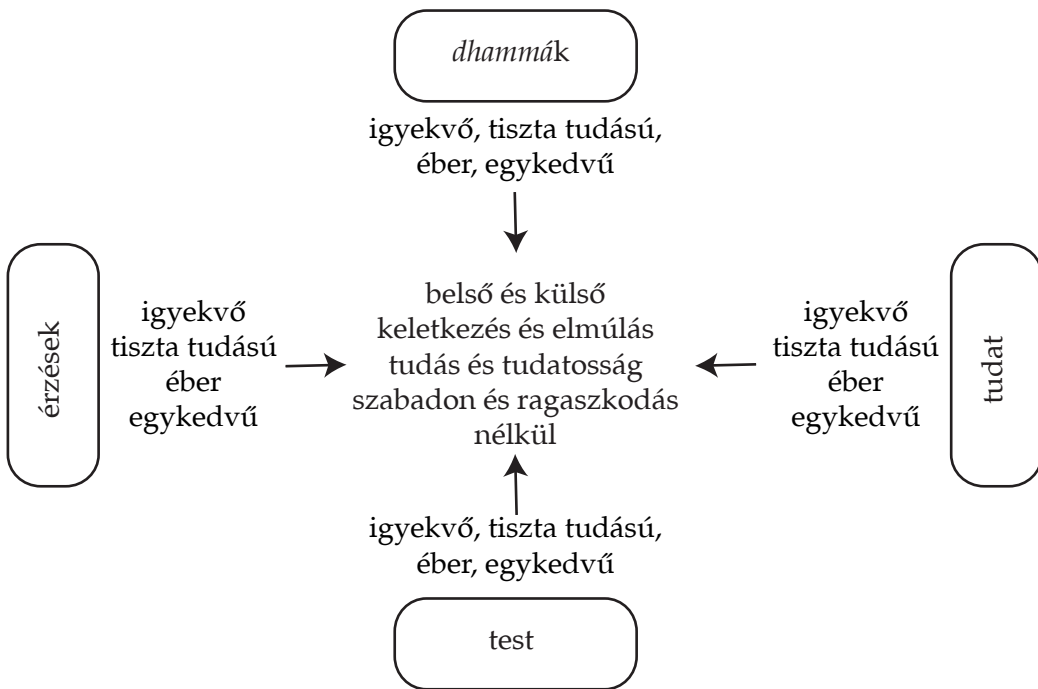 dhammák
igyekvő, tiszta tudású,
éber, egykedvű
érzések
igyekvő
tiszta tudású
éber
egykedvű
belső és külső
keletkezés és elmúlás
tudás és tudatosság
szabadon és ragaszkodás
nélkül
igyekvő
tiszta tudású
éber
egykedvű
tudat
igyekvő, tiszta tudású,
éber, egykedvű
test